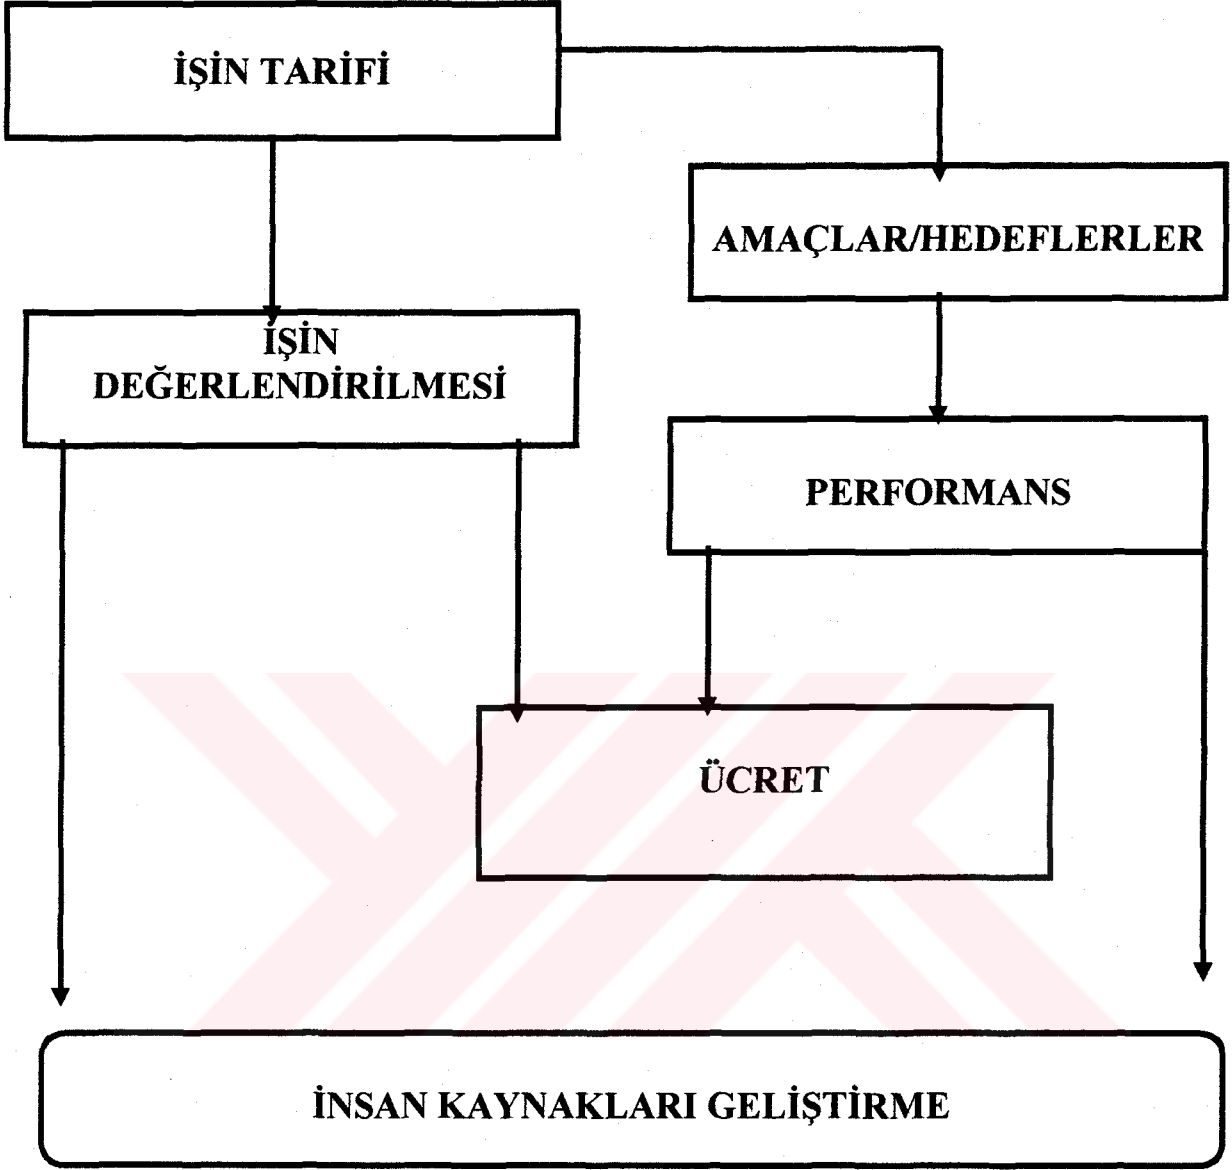 İŞİN TARİFİ
AMAÇLAR/HEDEFLERLER
İŞİN
DEĞERLENDİRİLMESİ
PERFORMANS
ÜCRET
İNSAN KAYNAKLARI GELİŞTİRME